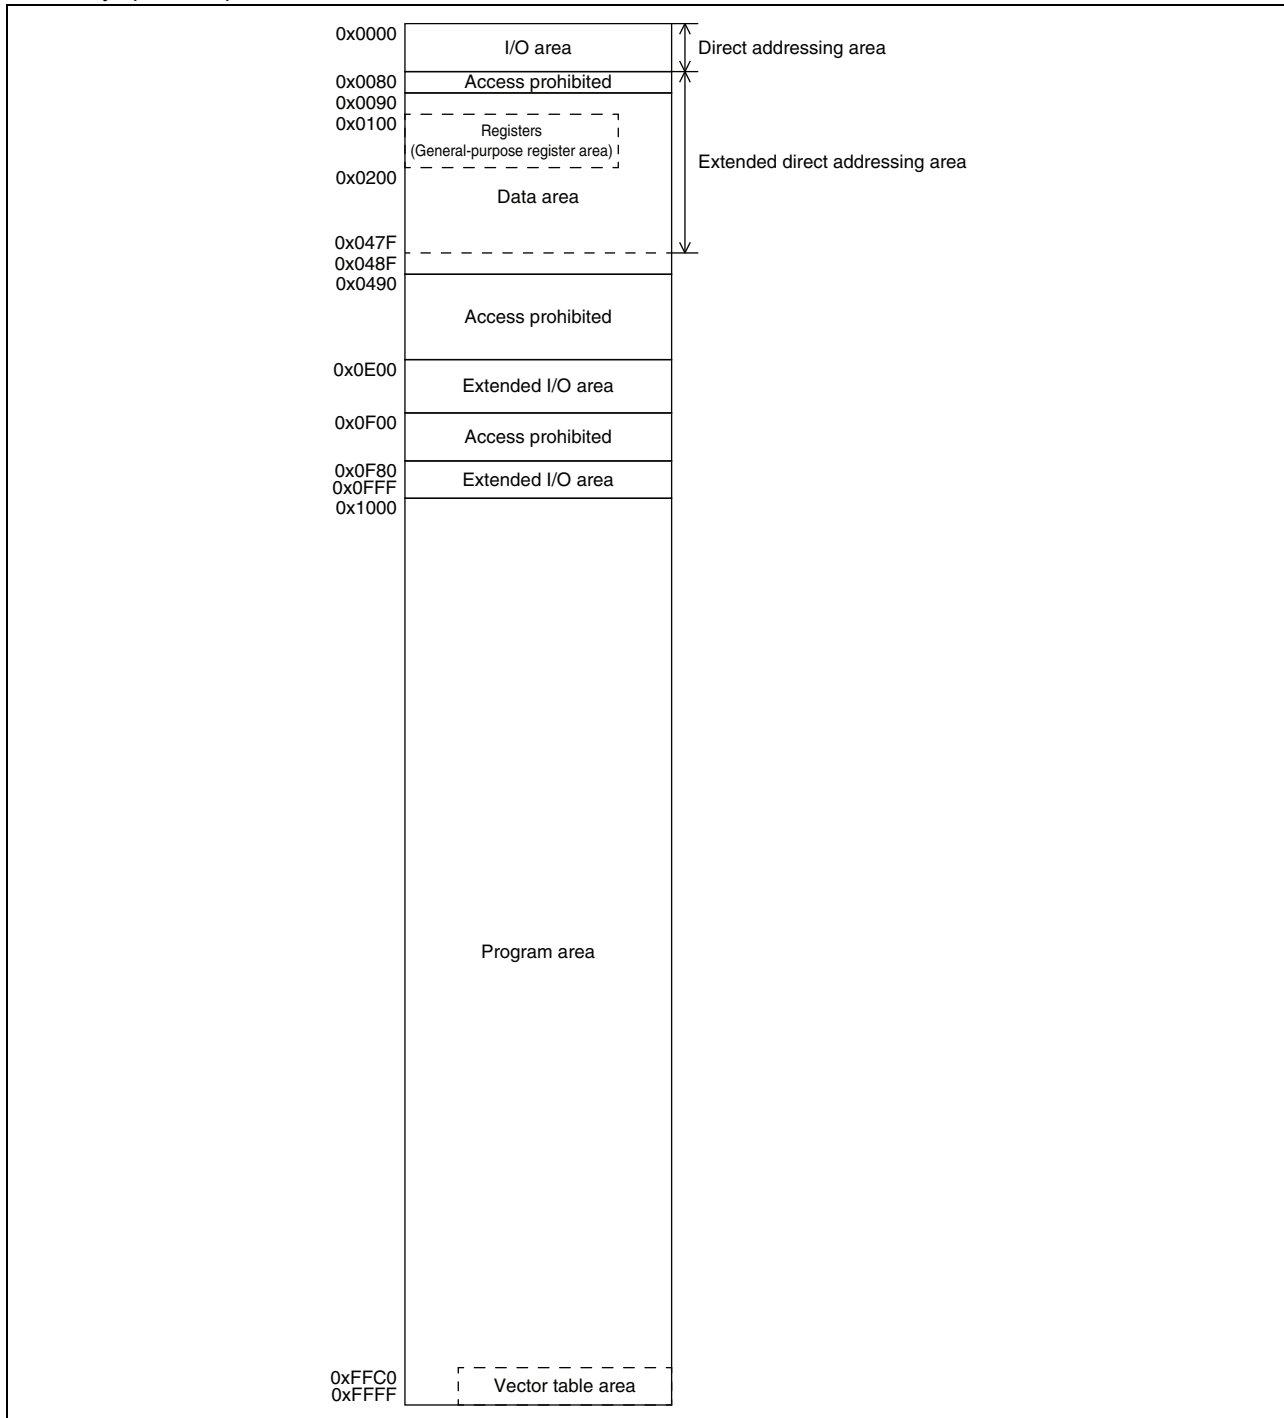 0x0000
I/O area
Direct addressing area
0x0080
Access prohibited
0x0090
0x0100
Registers
(General-purpose register area)
Extended direct addressing area
0x0200
Data area
0x047F
0x048F
0x0490
Access prohibited
0x0E00
Extended I/O area
0x0F00
Access prohibited
0x0F80
Extended I/O area
0x0FFF
0x1000
Program area
0xFFC0
Vector table area
0xFFFF